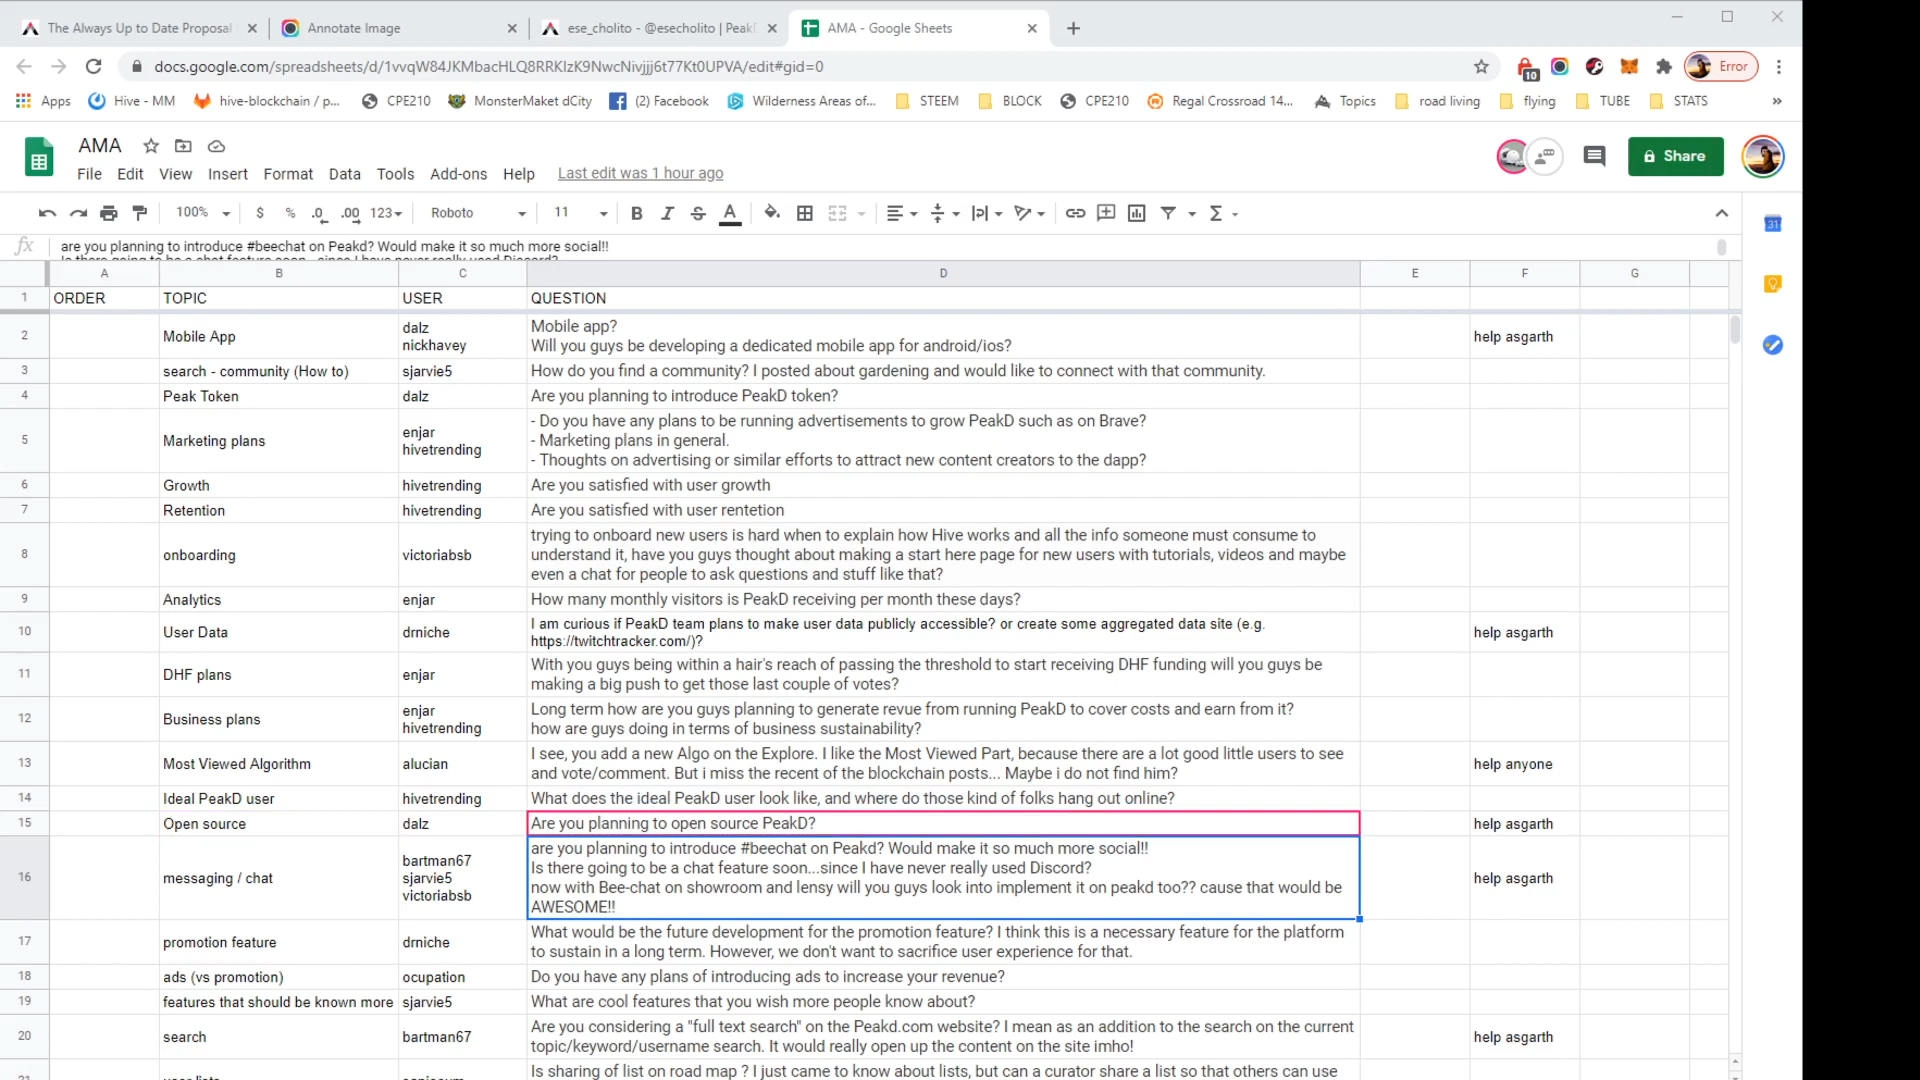 The Always Up to Date Proposal
Annotate Image
ese_cholito - @esecholito | Peak
AMA - Google Sheets
docs.google.com/spreadsheets/d/1vvqW84JKMbacHLQ8RRKIzK9NwcNivjjj6t77Kt0UPVA/edit#gid=0
10
Error
Apps
Hive - MM
hive-blockchain / p...
CPE210
MonsterMaket dCity
(2) Facebook
Wilderness Areas of...
STEEM
BLOCK
CPE210
Regal Crossroad 14...
Topics
road living
flying
TUBE
STATS
»
AMA
File Edit View Insert Format Data Tools Add-ons Help Last edit was 1 hour ago
Share
100% $ % .0 .00 123 Roboto 11 B I S A
31
fx are you planning to introduce #beechat on Peakd? Would make it so much more social!!
Is there going to be a chat feature soon...since I have never really used Discord?
A B C D E F G
1 ORDER TOPIC USER QUESTION
2 Mobile App
dalz
nickhavey
Mobile app?
Will you guys be developing a dedicated mobile app for android/ios?
help asgarth
3 search - community (How to) sjarvie5 How do you find a community? I posted about gardening and would like to connect with that community.
4 Peak Token dalz Are you planning to introduce PeakD token?
5 Marketing plans
enjar
hivetrending
- Do you have any plans to be running advertisements to grow PeakD such as on Brave?
- Marketing plans in general.
- Thoughts on advertising or similar efforts to attract new content creators to the dapp?
6 Growth hivetrending Are you satisfied with user growth
7 Retention hivetrending Are you satisfied with user rentetion
8 onboarding victoriabsb
trying to onboard new users is hard when to explain how Hive works and all the info someone must consume to
understand it, have you guys thought about making a start here page for new users with tutorials, videos and maybe
even a chat for people to ask questions and stuff like that?
9 Analytics enjar How many monthly visitors is PeakD receiving per month these days?
10 User Data drniche
I am curious if PeakD team plans to make user data publicly accessible? or create some aggregated data site (e.g.
https://twitchtracker.com/)?
help asgarth
11 DHF plans enjar
With you guys being within a hair's reach of passing the threshold to start receiving DHF funding will you guys be
making a big push to get those last couple of votes?
12 Business plans
enjar
hivetrending
Long term how are you guys planning to generate revue from running PeakD to cover costs and earn from it?
how are guys doing in terms of business sustainability?
13 Most Viewed Algorithm alucian
I see, you add a new Algo on the Explore. I like the Most Viewed Part, because there are a lot good little users to see
and vote/comment. But i miss the recent of the blockchain posts... Maybe i do not find him?
help anyone
14 Ideal PeakD user hivetrending What does the ideal PeakD user look like, and where do those kind of folks hang out online?
15 Open source dalz Are you planning to open source PeakD? help asgarth
16 messaging / chat
bartman67
sjarvie5
victoriabsb
are you planning to introduce #beechat on Peakd? Would make it so much more social!!
Is there going to be a chat feature soon...since I have never really used Discord?
now with Bee-chat on showroom and lensy will you guys look into implement it on peakd too?? cause that would be
AWESOME!!
help asgarth
17 promotion feature drniche
What would be the future development for the promotion feature? I think this is a necessary feature for the platform
to sustain in a long term. However, we don't want to sacrifice user experience for that.
18 ads (vs promotion) ocupation Do you have any plans of introducing ads to increase your revenue?
19 features that should be known more sjarvie5 What are cool features that you wish more people know about?
20 search bartman67
Are you considering a "full text search" on the Peakd.com website? I mean as an addition to the search on the current
topic/keyword/username search. It would really open up the content on the site imho!
help asgarth
Is sharing of list on road map ? I just came to know about lists, but can a curator share a list so that others can use